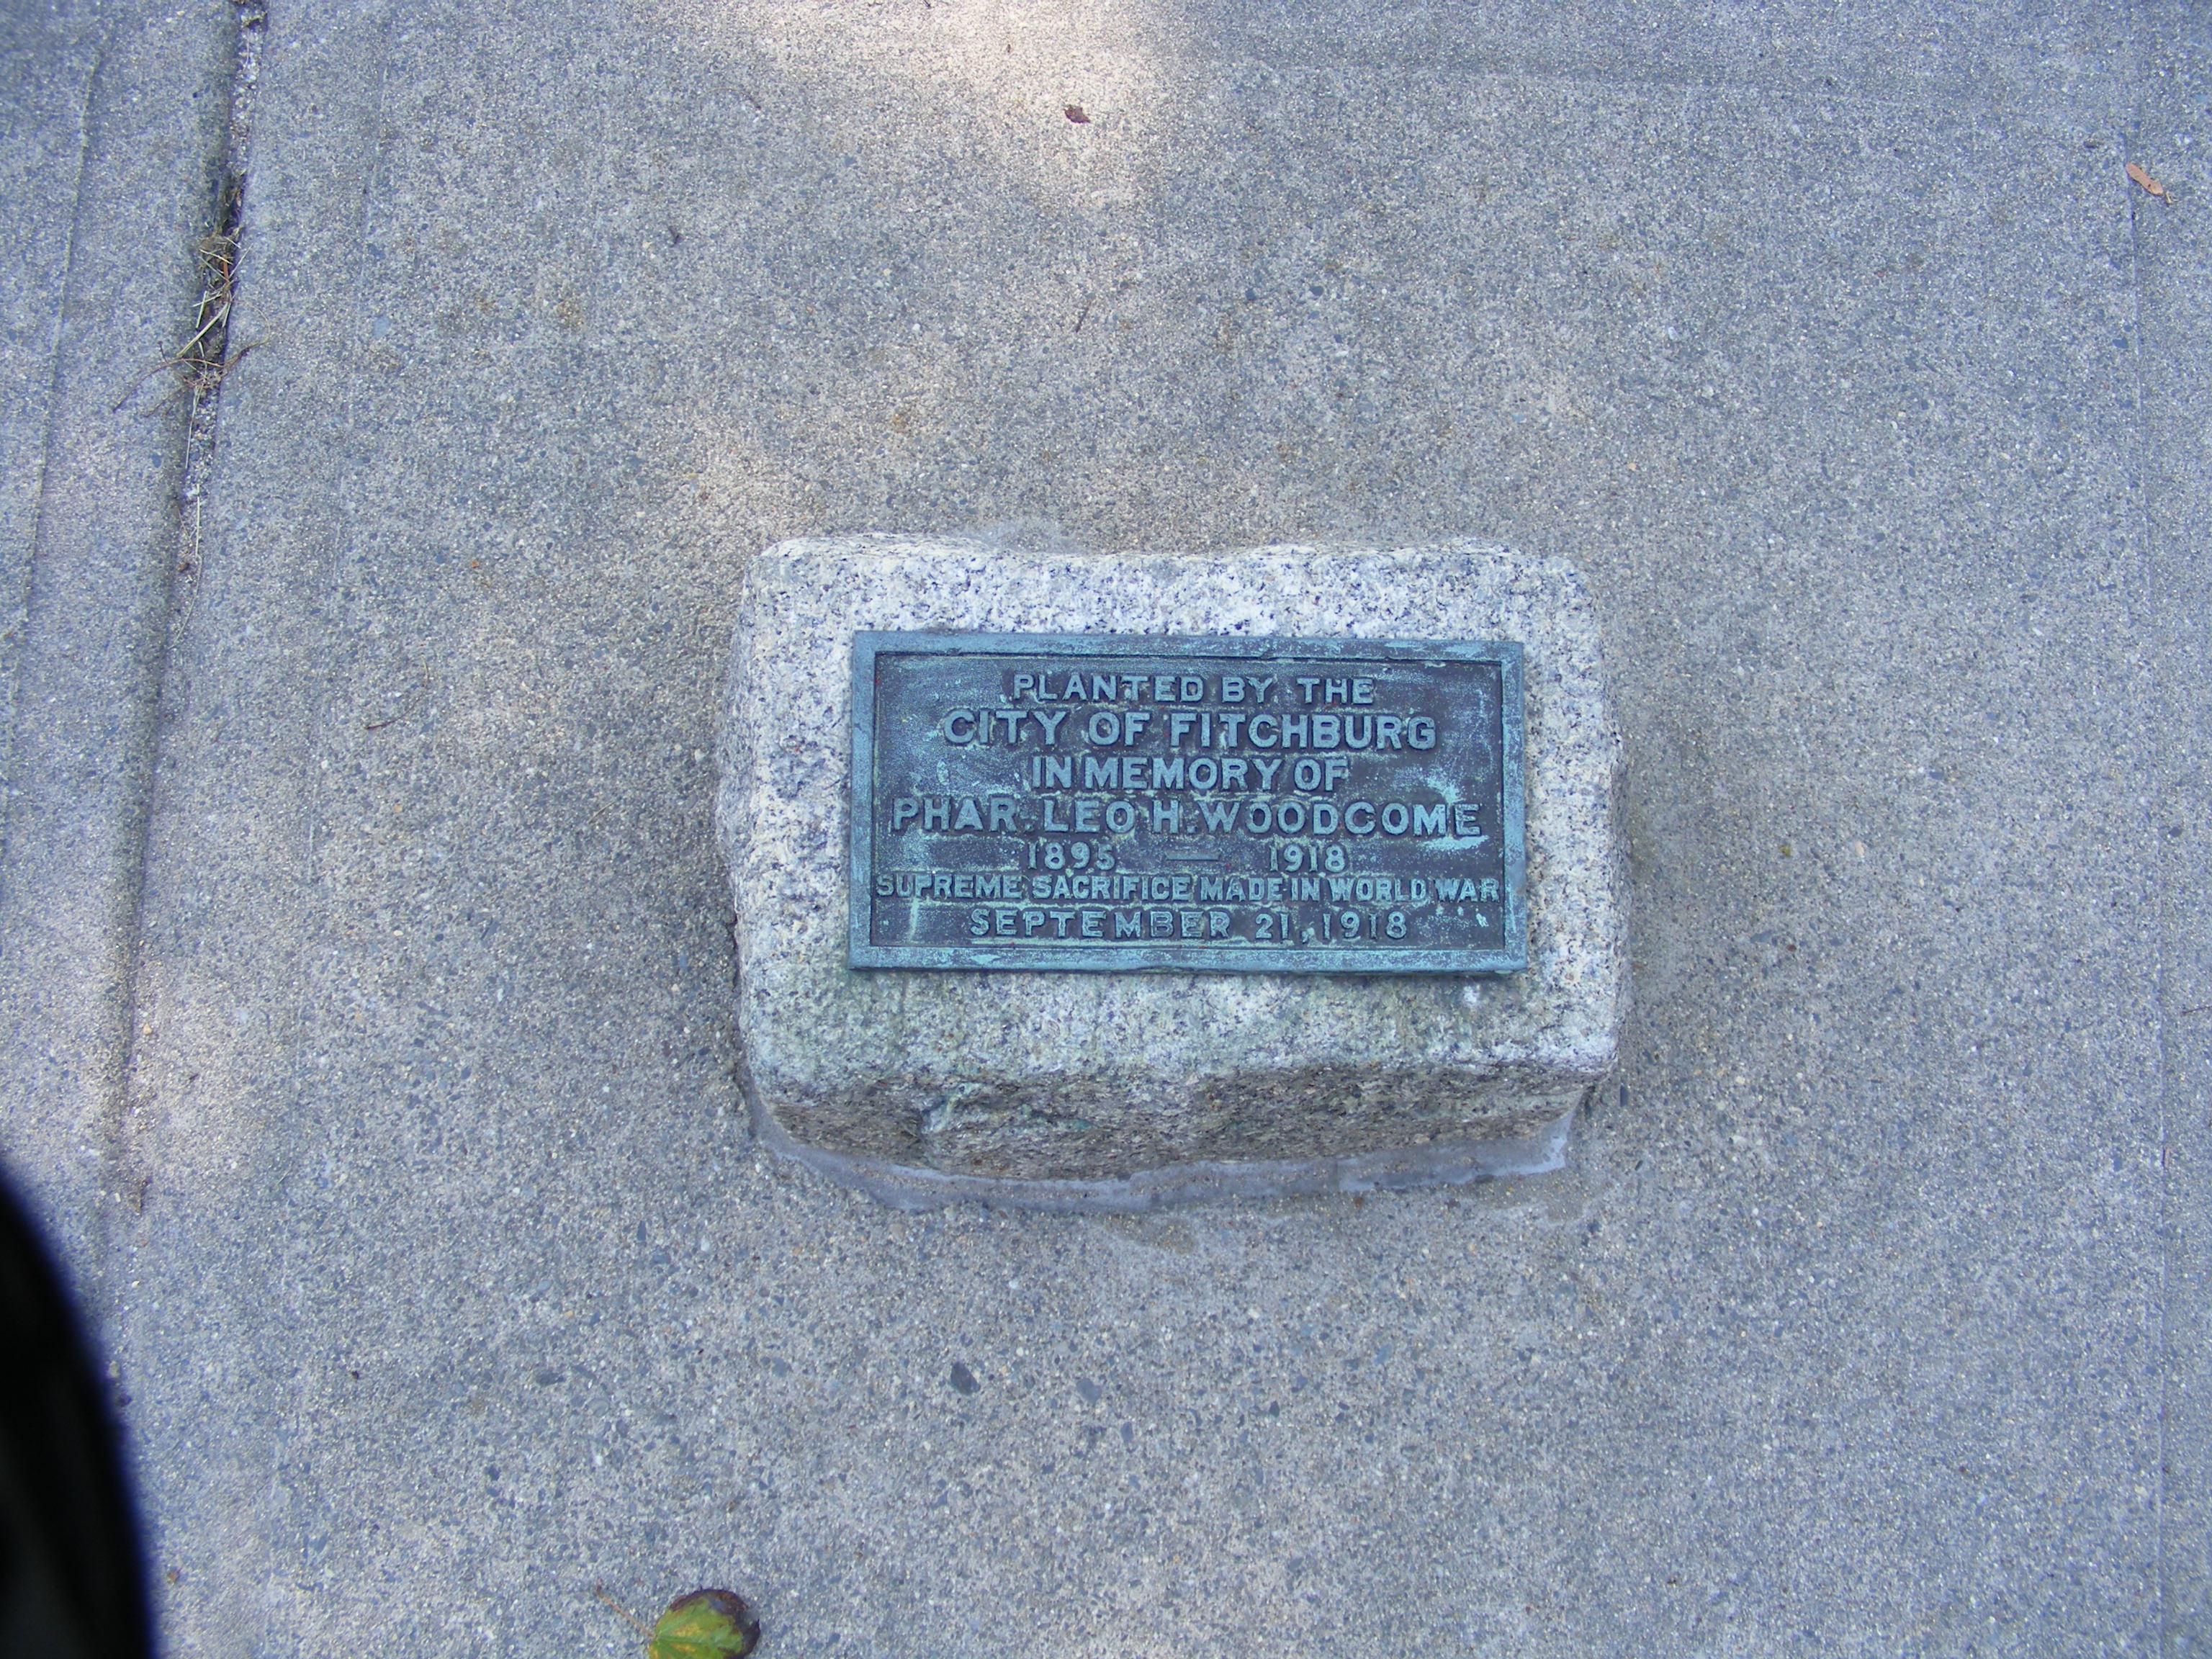 PLANTED BY THE
CITY OF FITCHBURG
IN MEMORY OF
PHAR. LEO H. WOODCOME
1895 — 1918
SUPREME SACRIFICE MADE IN WORLD WAR
SEPTEMBER 21, 1918